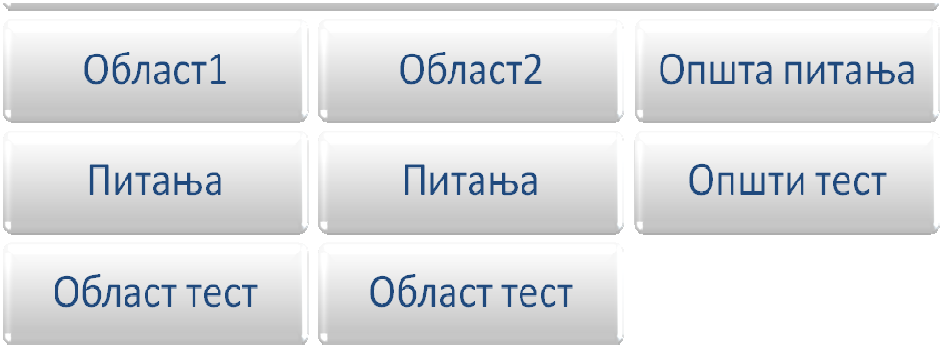 Област1 Област2 Општа питања
Питања Питања Општи тест
Област тест Област тест